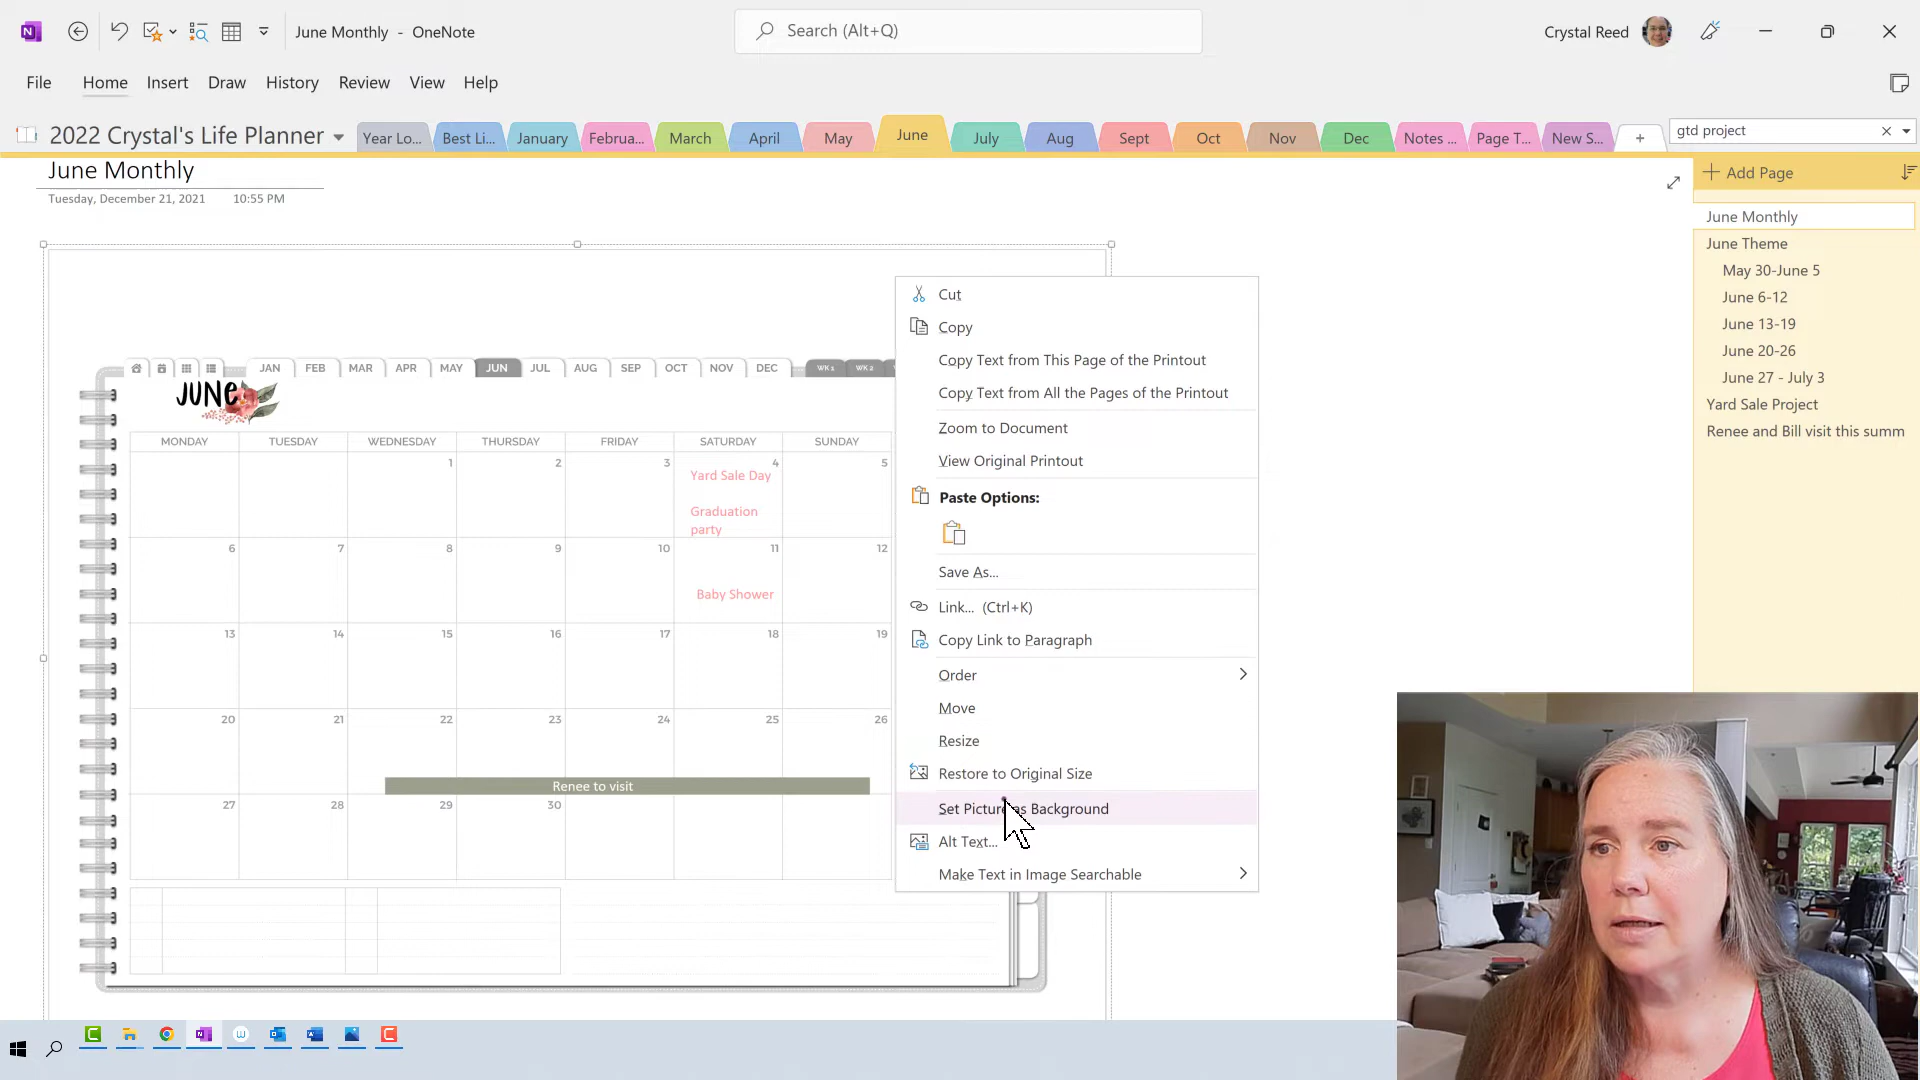 June Monthly - OneNote
Search (Alt+Q)
Crystal Reed
File Home Insert Draw History Review View Help
2022 Crystal's Life Planner
Year Lo... Best Li... January Februa... March April May June July Aug Sept Oct Nov Dec Notes ... Page T... New S... +
gtd project
June Monthly
Tuesday, December 21, 2021 10:55 PM
Add Page
June Monthly
June Theme
May 30-June 5
June 6-12
June 13-19
June 20-26
June 27 - July 3
Yard Sale Project
Renee and Bill visit this summ
JAN FEB MAR APR MAY JUN JUL AUG SEP OCT NOV DEC WK 1 WK 2
JUNE
MONDAY TUESDAY WEDNESDAY THURSDAY FRIDAY SATURDAY SUNDAY
1 2 3 4 5
Yard Sale Day
Graduation
party
6 7 8 9 10 11 12
Baby Shower
13 14 15 16 17 18 19
20 21 22 23 24 25 26
Renee to visit
27 28 29 30
Cut
Copy
Copy Text from This Page of the Printout
Copy Text from All the Pages of the Printout
Zoom to Document
View Original Printout
Paste Options:
Save As...
Link... (Ctrl+K)
Copy Link to Paragraph
Order
Move
Resize
Restore to Original Size
Set Picture as Background
Alt Text...
Make Text in Image Searchable